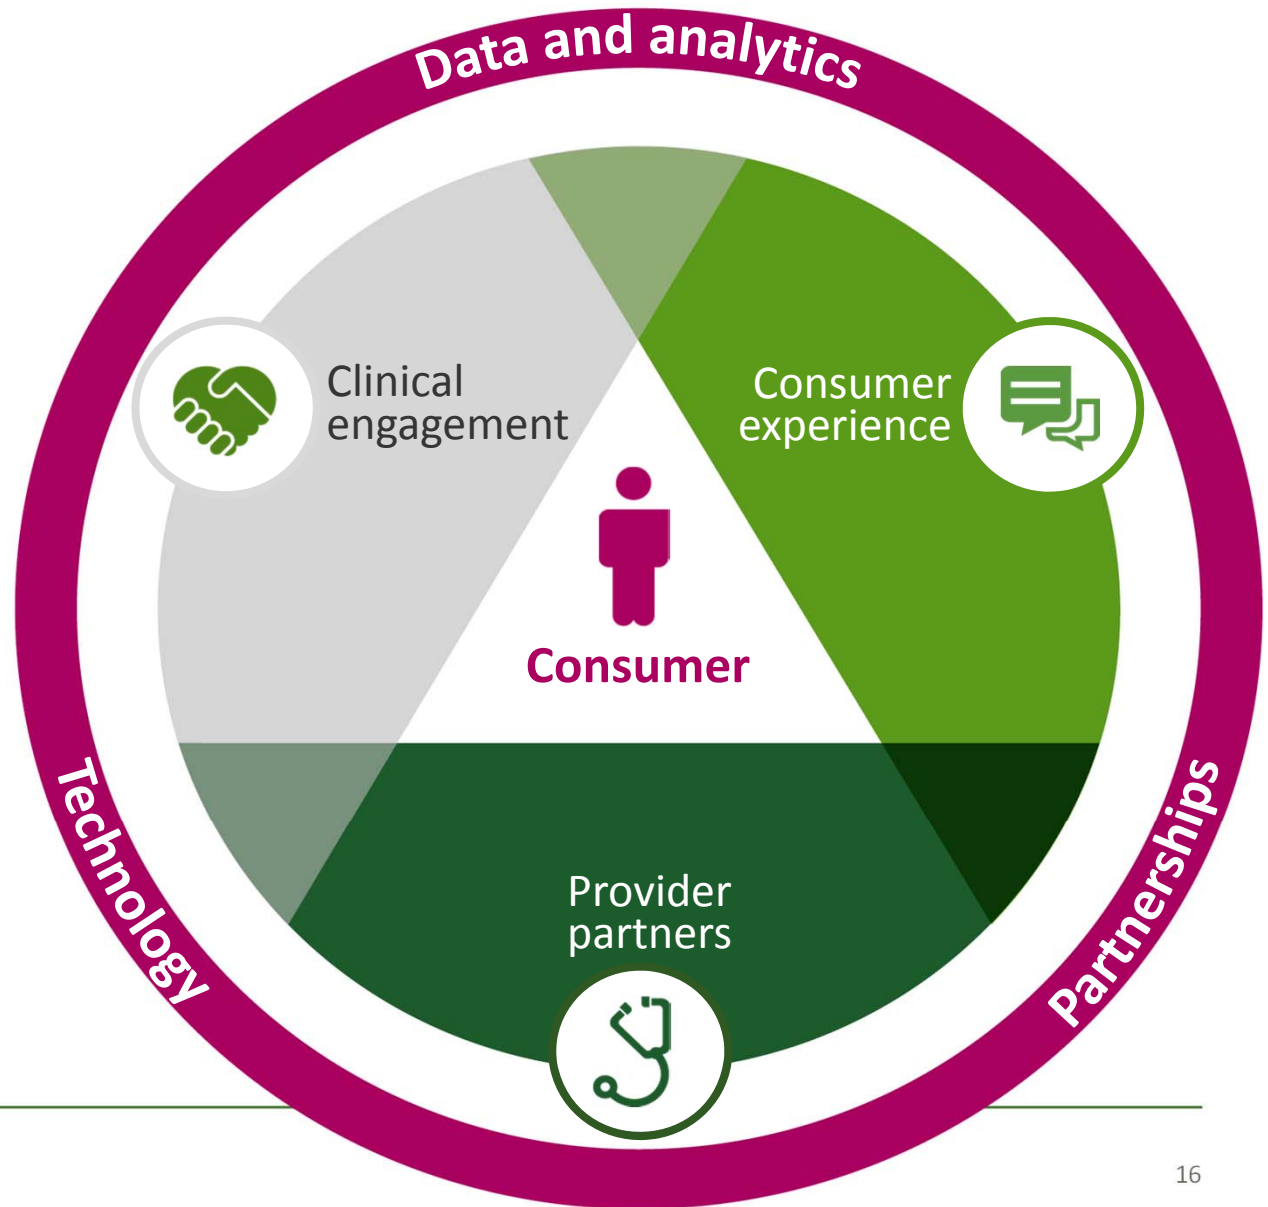 Data and analytics
Clinical
engagement
Consumer
experience
Consumer
Technology
Partnerships
Provider
partners
16